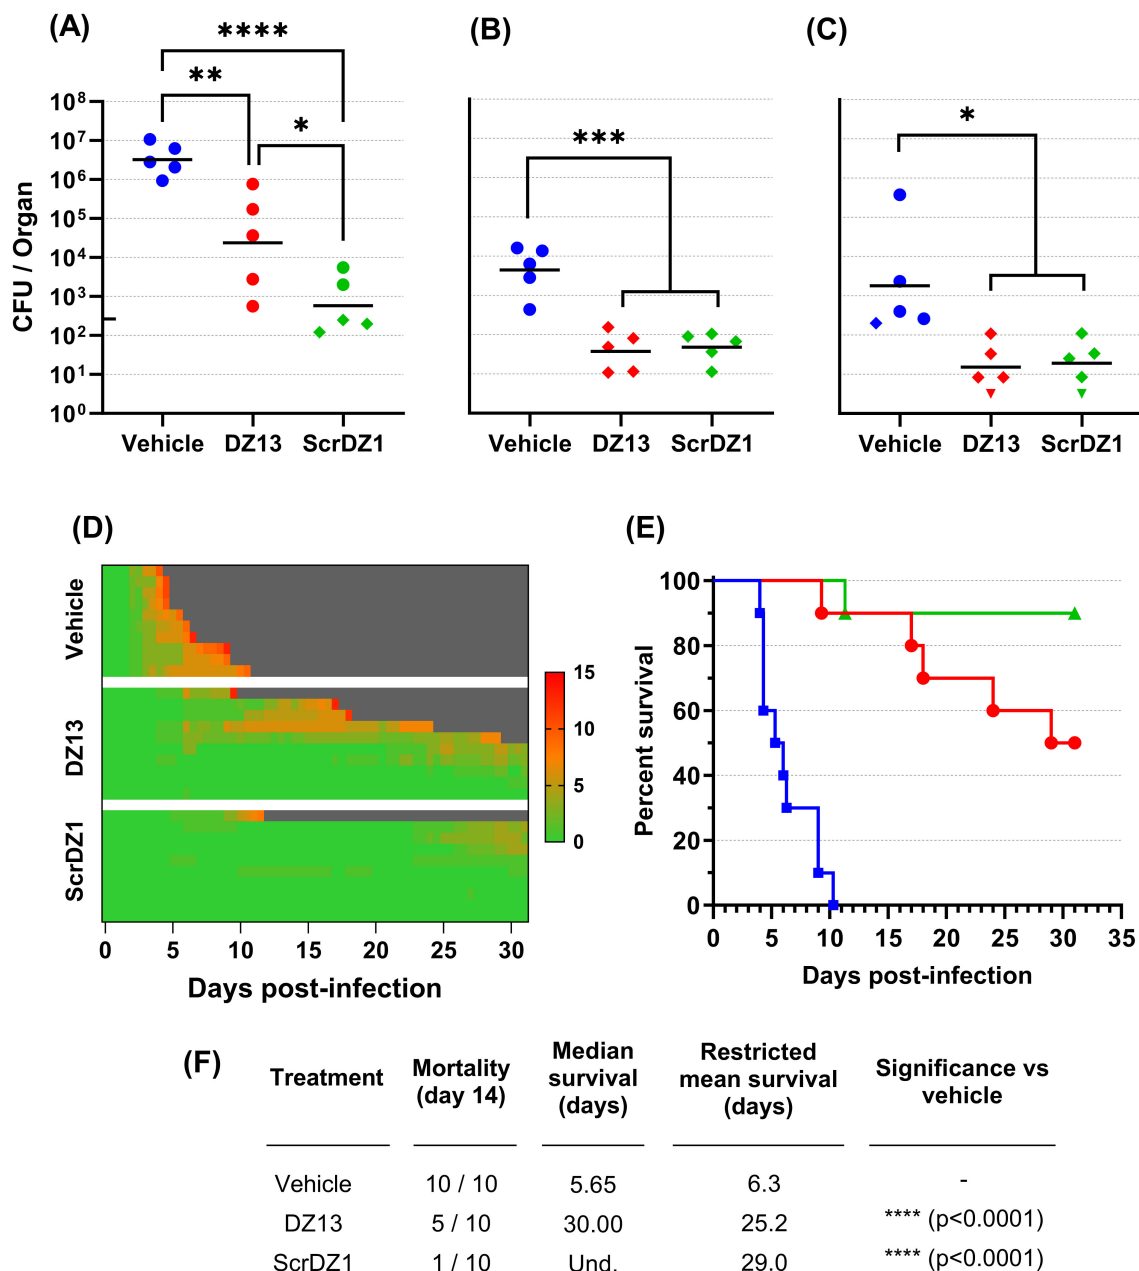 (A)
(B)
(C)
****
**
*
***
*
CFU / Organ
10⁸
10⁷
10⁶
10⁵
10⁴
10³
10²
10¹
10⁰
Vehicle DZ13 ScrDZ1
Vehicle DZ13 ScrDZ1
Vehicle DZ13 ScrDZ1
(D)
Vehicle
DZ13
ScrDZ1
15
10
5
0
0 5 10 15 20 25 30
Days post-infection
(E)
Percent survival
100
80
60
40
20
0
0 5 10 15 20 25 30 35
Days post-infection
(F)
Treatment
Mortality
(day 14)
Median
survival
(days)
Restricted
mean survival
(days)
Significance vs
vehicle
Vehicle 10 / 10 5.65 6.3 -
DZ13 5 / 10 30.00 25.2 **** (p<0.0001)
ScrDZ1 1 / 10 Und. 29.0 **** (p<0.0001)